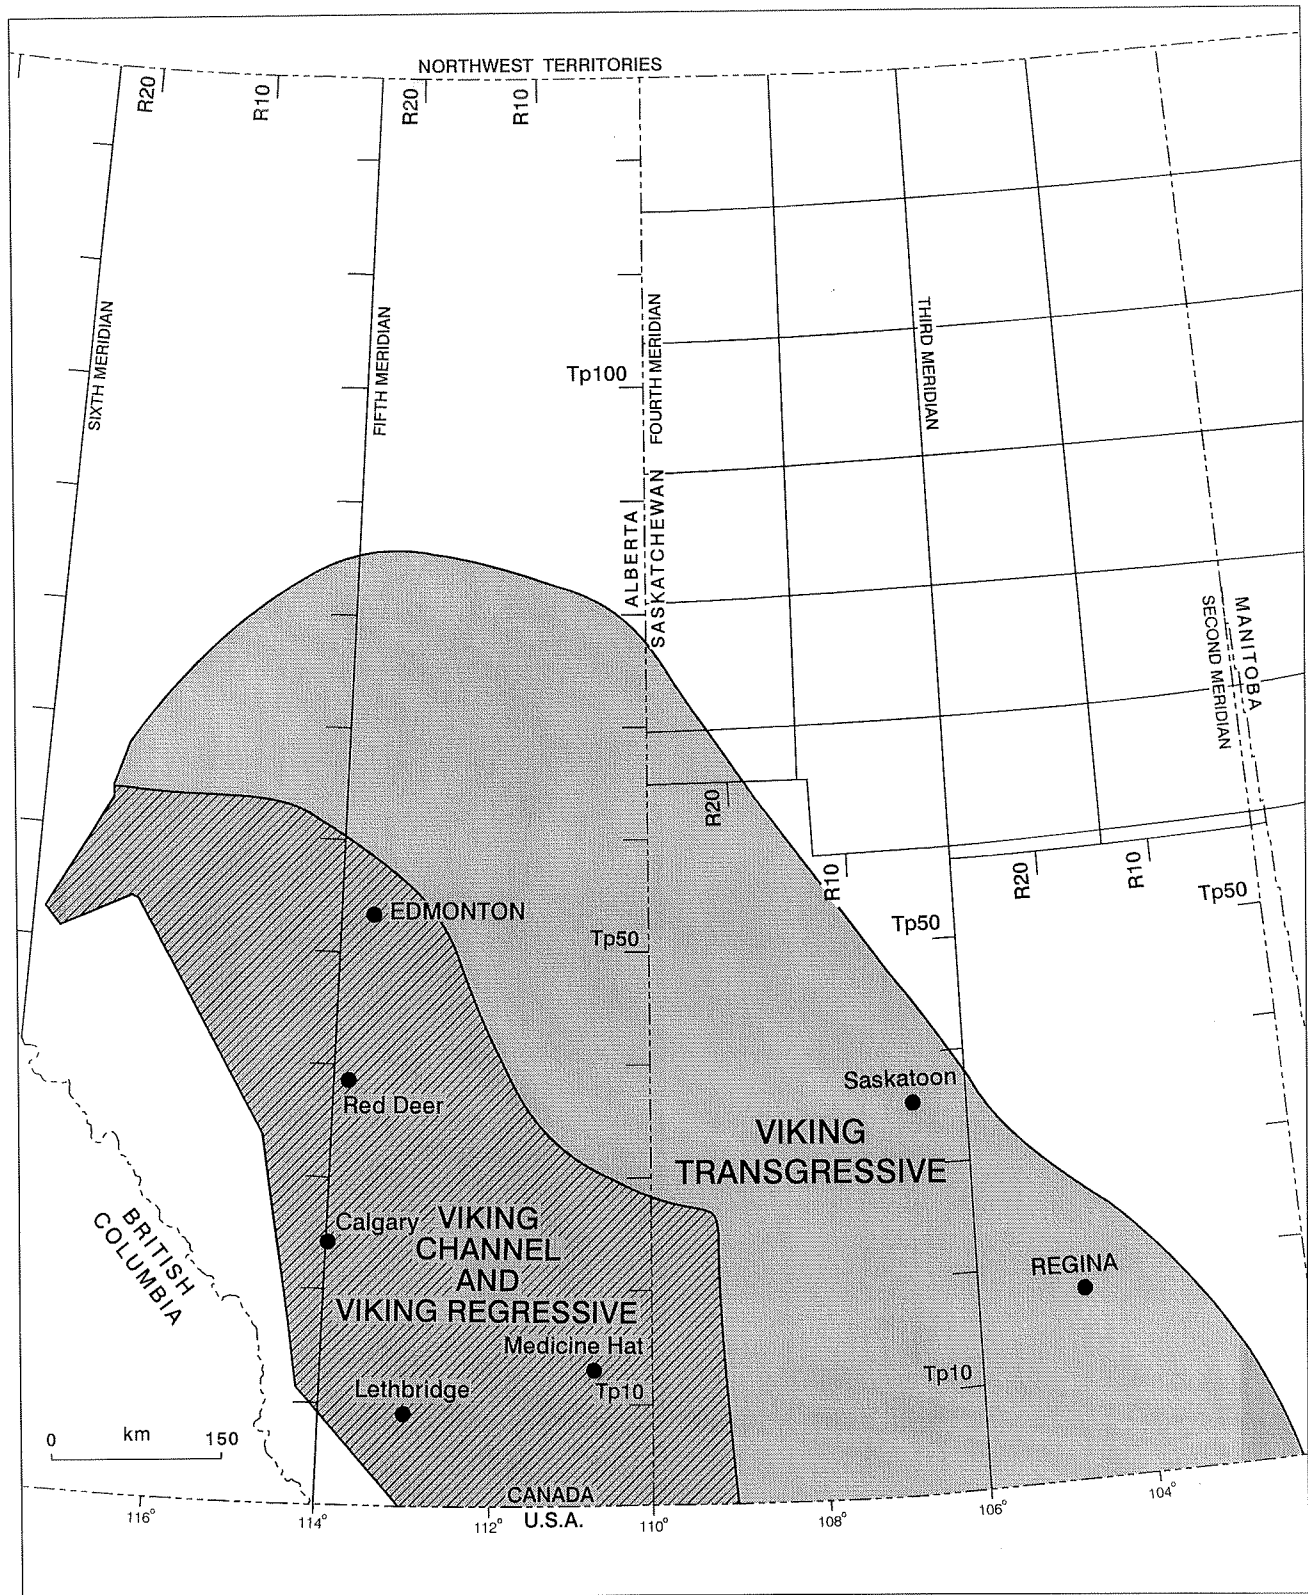 NORTHWEST TERRITORIES
R20
R10
R20
R10
SIXTH MERIDIAN
FIFTH MERIDIAN
FOURTH MERIDIAN
THIRD MERIDIAN
Tp100
ALBERTA
SASKATCHEWAN
SECOND MERIDIAN
MANITOBA
R20
R10
R20
R10
Tp50
Tp50
Tp50
EDMONTON
Red Deer
Saskatoon
VIKING
TRANSGRESSIVE
BRITISH
COLUMBIA
Calgary
VIKING
CHANNEL
AND
VIKING REGRESSIVE
REGINA
Medicine Hat
Tp10
Tp10
Lethbridge
0 km 150
CANADA
U.S.A.
116° 114° 112° 110° 108° 106° 104°